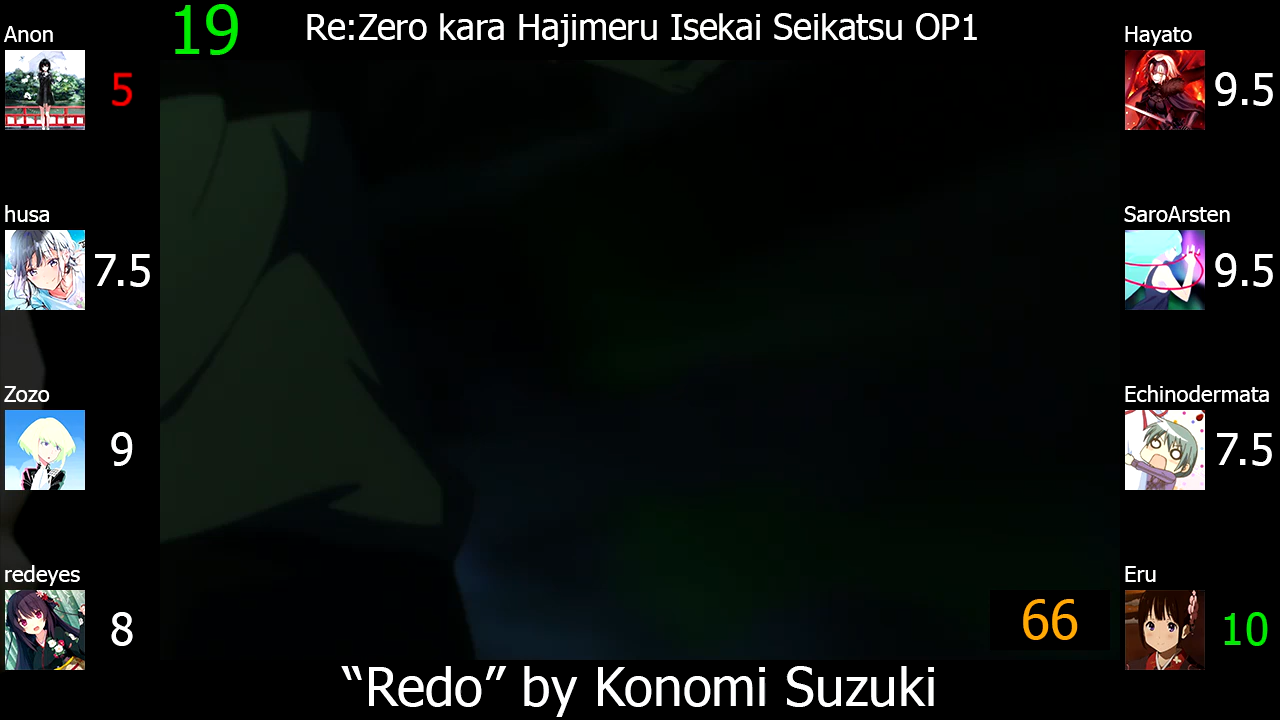 19
Re:Zero kara Hajimeru Isekai Seikatsu OP1
Anon
5
husa
7.5
Zozo
9
redeyes
8
Hayato
9.5
SaroArsten
9.5
Echinodermata
7.5
Eru
10
66
“Redo” by Konomi Suzuki